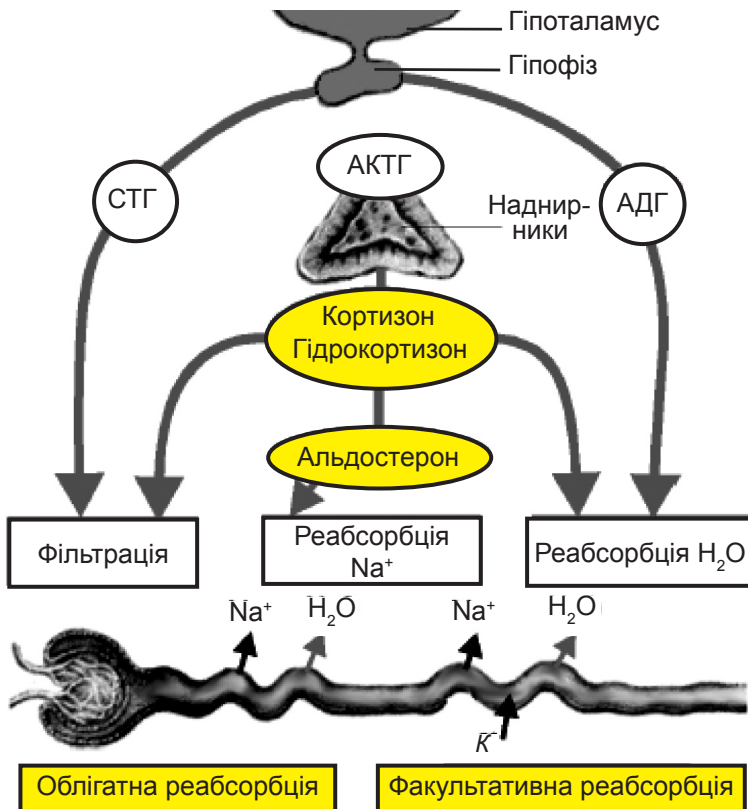 Гіпоталамус
Гіпофіз
АКТГ
СТГ
Наднир-
ники
АДГ
Кортизон
Гідрокортизон
Альдостерон
Фільтрація
Реабсорбція
Na⁺
Реабсорбція H₂O
Na⁺
H₂O
Na⁺
H₂O
K⁻
Облігатна реабсорбція
Факультативна реабсорбція